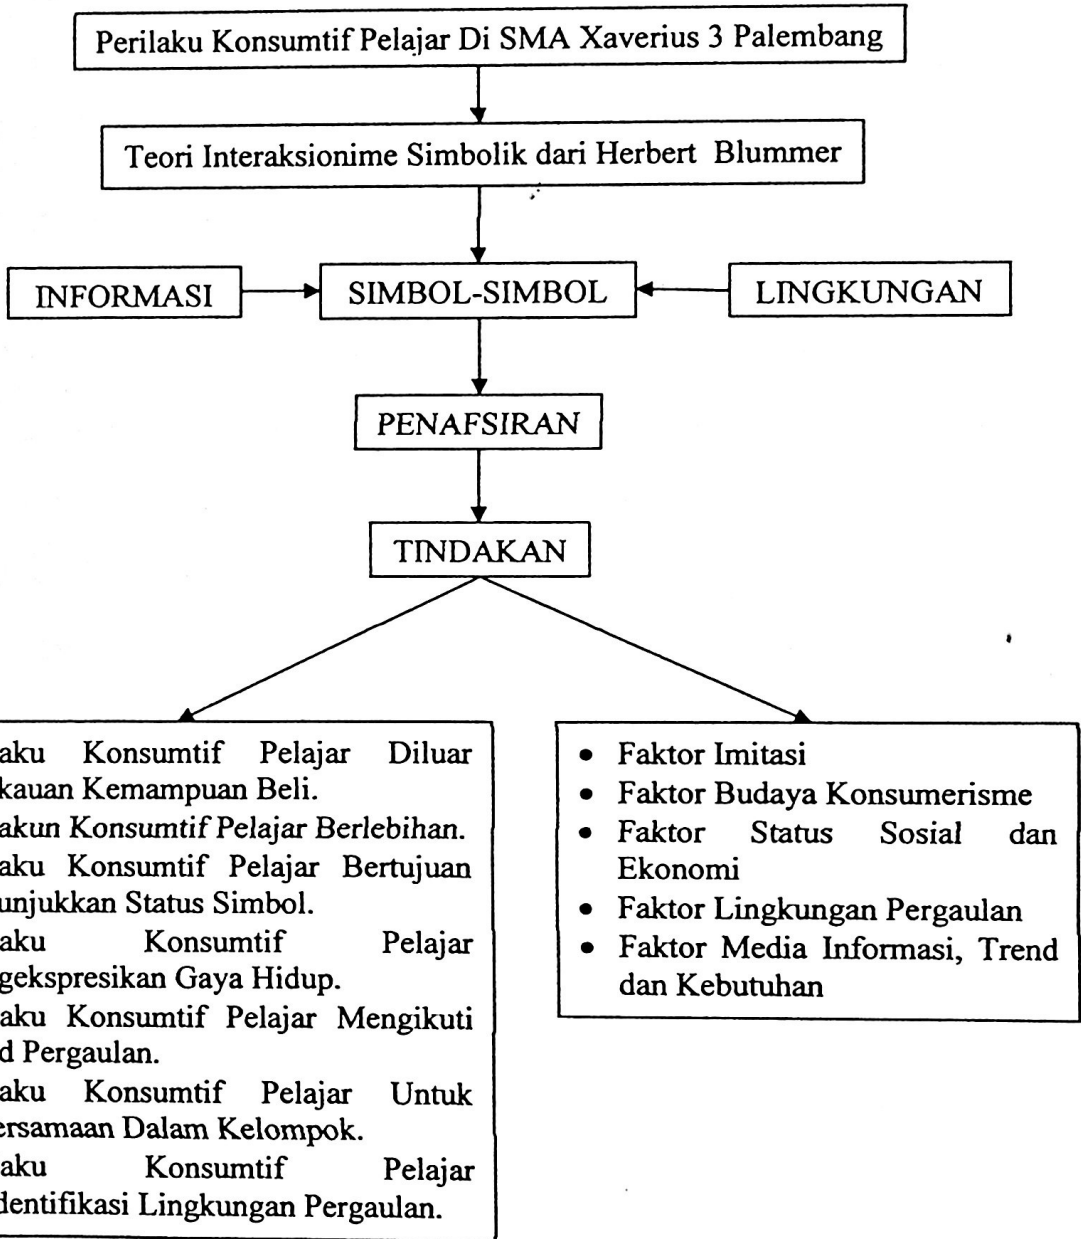 Perilaku Konsumtif Pelajar Di SMA Xaverius 3 Palembang
Teori Interaksionime Simbolik dari Herbert Blummer
INFORMASI
SIMBOL-SIMBOL
LINGKUNGAN
PENAFSIRAN
TINDAKAN
aku Konsumtif Pelajar Diluar
kauan Kemampuan Beli.
akun Konsumtif Pelajar Berlebihan.
aku Konsumtif Pelajar Bertujuan
unjukkan Status Simbol.
aku Konsumtif Pelajar
gekspresikan Gaya Hidup.
aku Konsumtif Pelajar Mengikuti
d Pergaulan.
aku Konsumtif Pelajar Untuk
ersamaan Dalam Kelompok.
aku Konsumtif Pelajar
dentifikasi Lingkungan Pergaulan.
• Faktor Imitasi
• Faktor Budaya Konsumerisme
• Faktor Status Sosial dan
Ekonomi
• Faktor Lingkungan Pergaulan
• Faktor Media Informasi, Trend
dan Kebutuhan